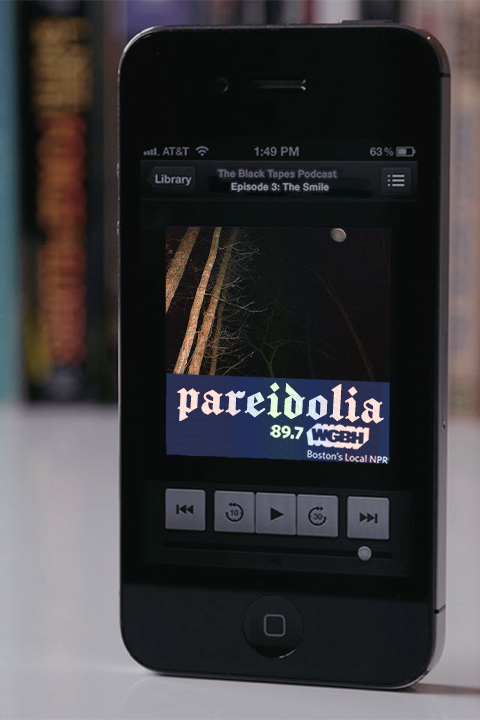 AT&T 1:49 PM 63%
Library
The Black Tapes Podcast
Episode 3: The Smile
pareidolia
89.7 WGBH
Boston's Local NPR
10 30